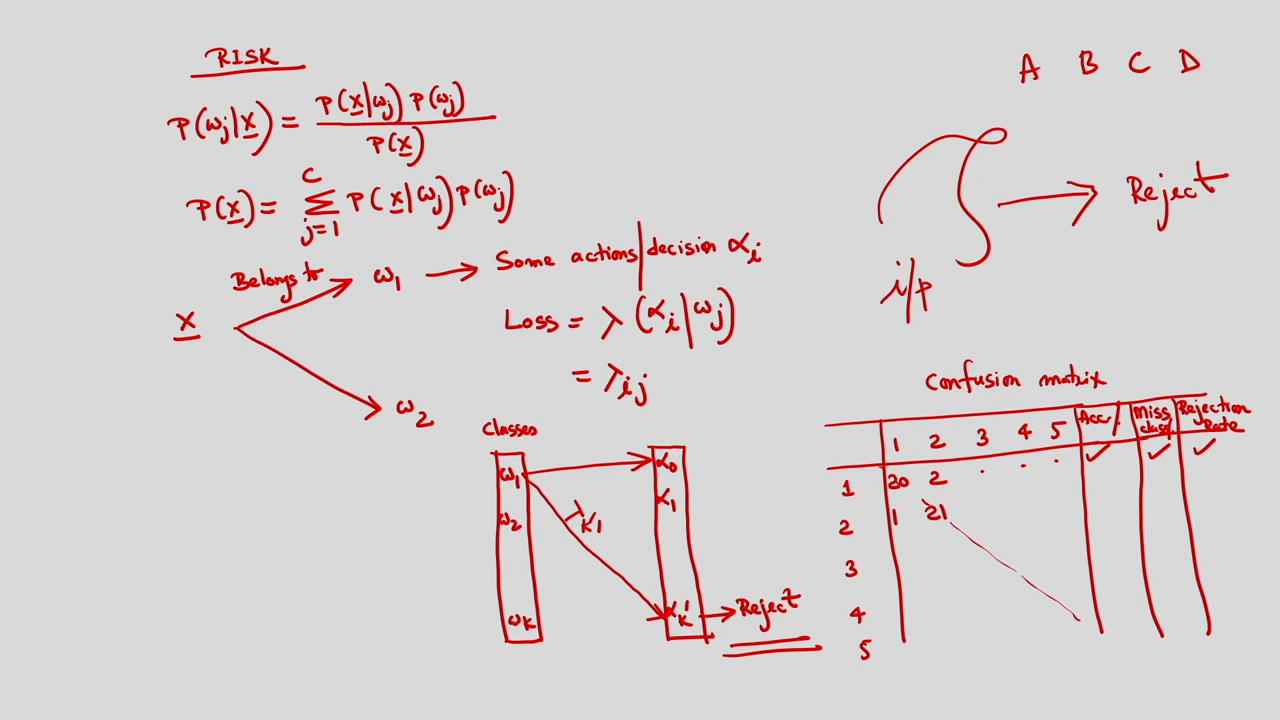 RISK
P(ωj|x) = P(x|ωj) P(ωj) / P(x)
P(x) = Σ j=1 C P(x|ωj) P(ωj)
x
Belongs to
ω1 → Some actions|decision αi
Loss = λ(αi|ωj)
= λij
ω2
Classes
ω1
ω2
ωk
λk'1
α0
α1
αk' → Reject
A B C D
→ Reject
i/p
Confusion matrix
1 2 3 4 5 Acc/. Miss class. Rejection Rate
1 20 2 . . . ✓ ✓ ✓
2 1 21
3
4
5